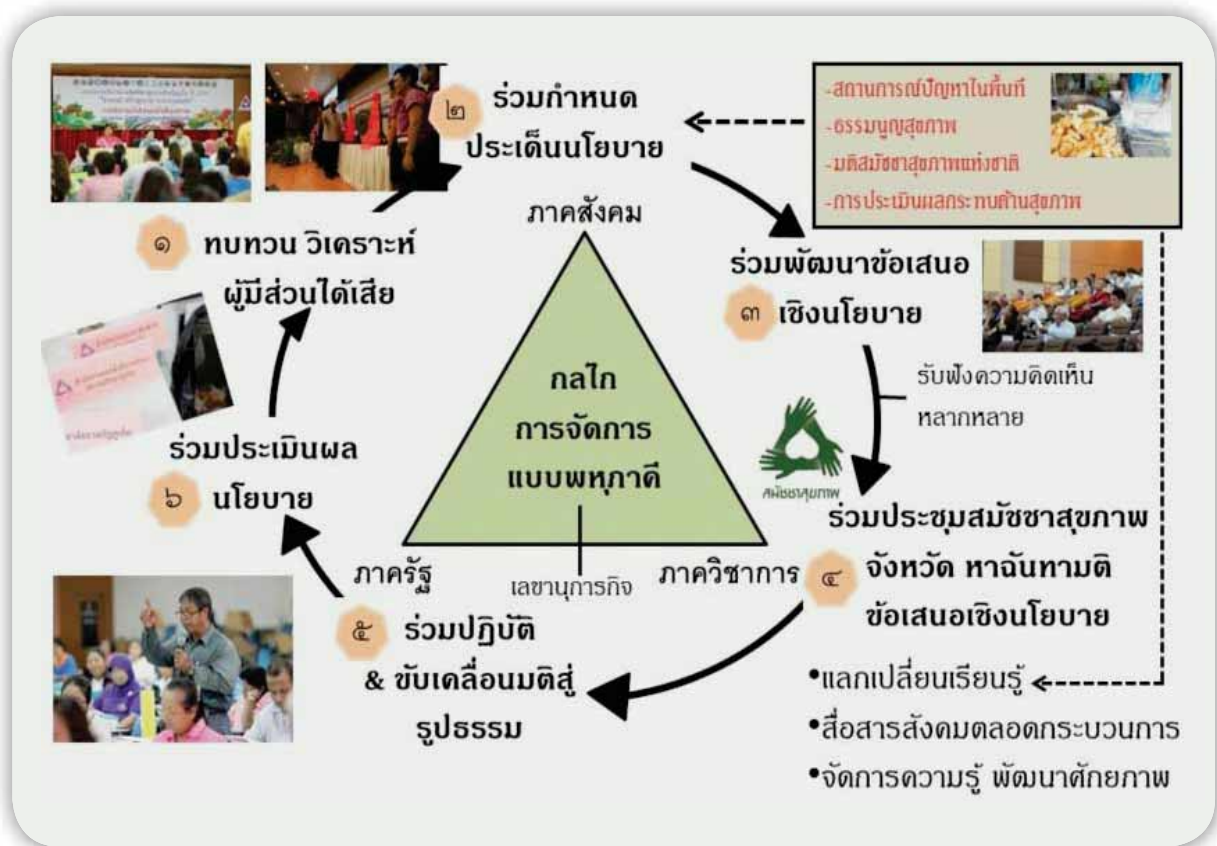 ๑ ทบทวน วิเคราะห์
ผู้มีส่วนได้เสีย
๒ ร่วมกำหนด
ประเด็นนโยบาย
-สถานการณ์ปัญหาในพื้นที่
-ธรรมนูญสุขภาพ
-มติสมัชชาสุขภาพแห่งชาติ
-การประเมินผลกระทบด้านสุขภาพ
ร่วมพัฒนาข้อเสนอ
๓ เชิงนโยบาย
รับฟังความคิดเห็น
หลากหลาย
สมัชชาสุขภาพ
ร่วมประชุมสมัชชาสุขภาพ
๔ จังหวัด หาฉันทามติ
ข้อเสนอเชิงนโยบาย
•แลกเปลี่ยนเรียนรู้
•สื่อสารสังคมตลอดกระบวนการ
•จัดการความรู้ พัฒนาศักยภาพ
๕ ร่วมปฏิบัติ
& ขับเคลื่อนมติสู่
รูปธรรม
ร่วมประเมินผล
๖ นโยบาย
ภาคสังคม
กลไก
การจัดการ
แบบพหุภาคี
ภาครัฐ
เลขานุการกิจ
ภาควิชาการ